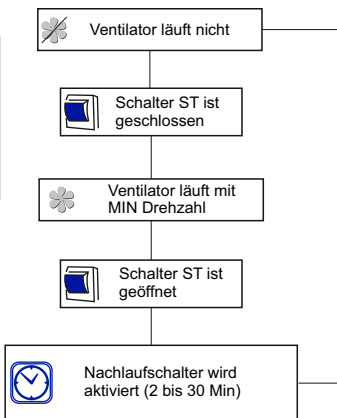 Ventilator läuft nicht
Schalter ST ist
geschlossen
Ventilator läuft mit
MIN Drehzahl
Schalter ST ist
geöffnet
Nachlaufschalter wird
aktiviert (2 bis 30 Min)